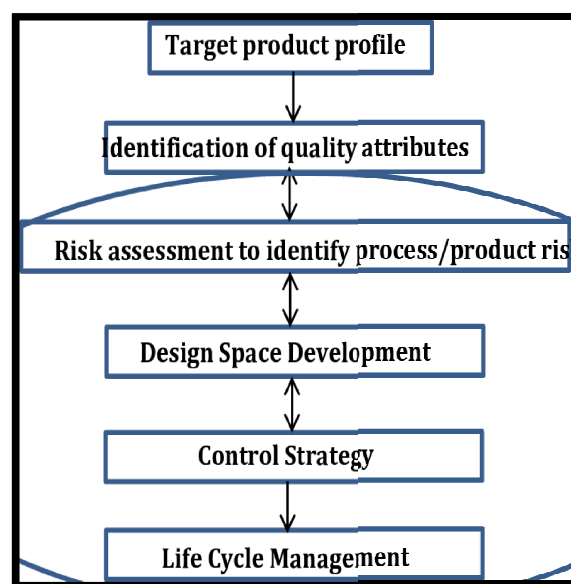 Target product profile
Identification of quality attributes
Risk assessment to identify process/product ris
Design Space Development
Control Strategy
Life Cycle Management